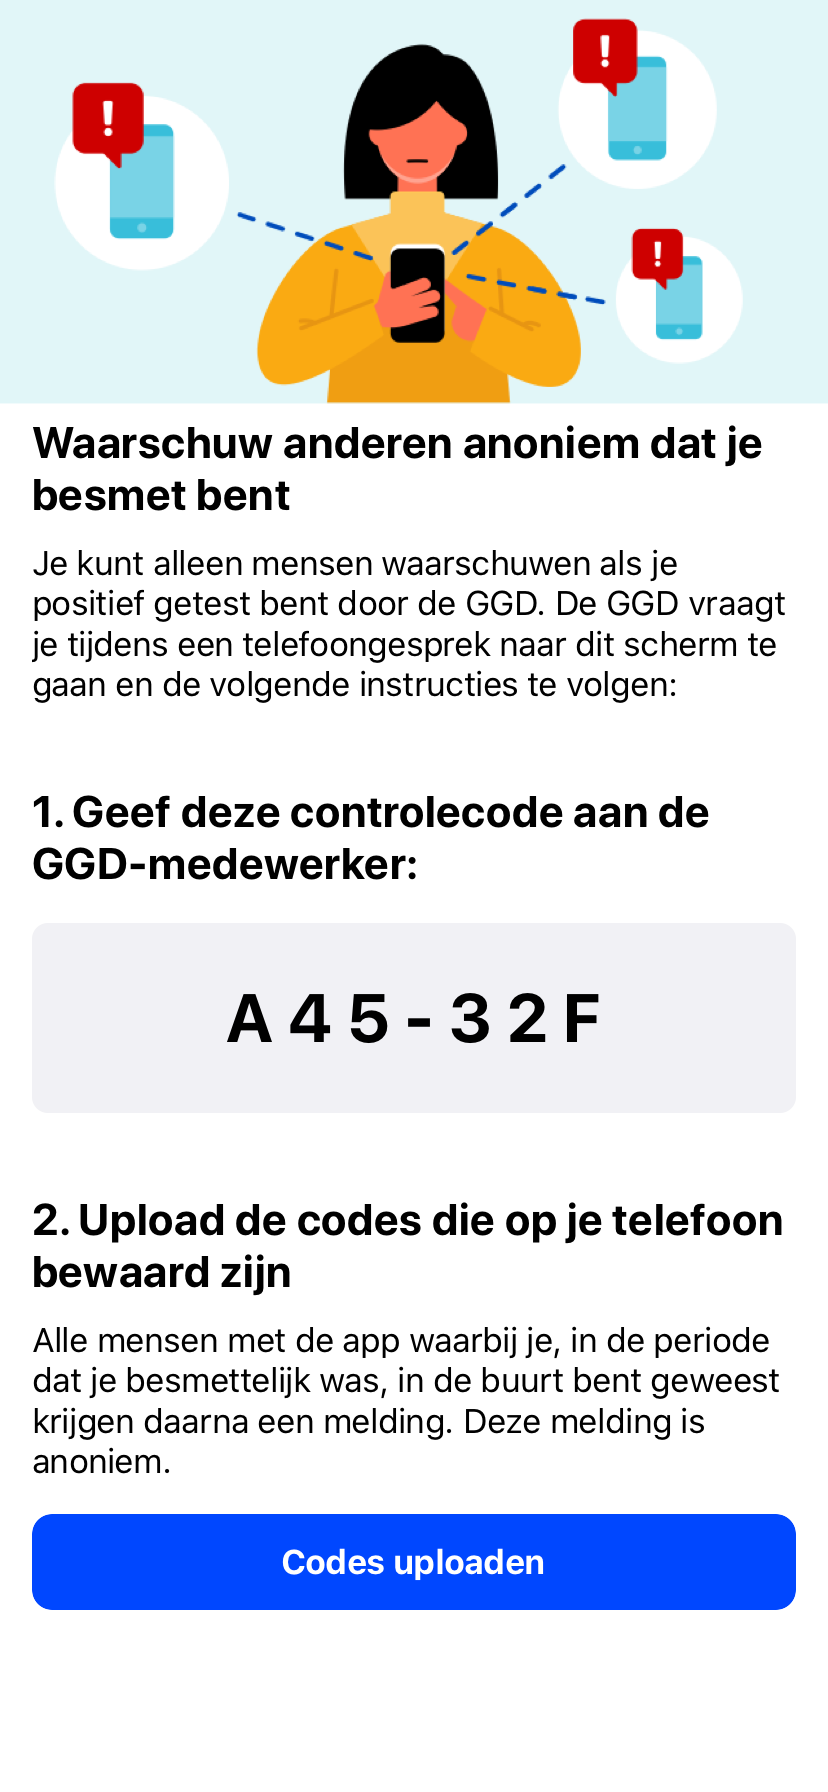 Waarschuw anderen anoniem dat je
besmet bent
Je kunt alleen mensen waarschuwen als je
positief getest bent door de GGD. De GGD vraagt
je tijdens een telefoongesprek naar dit scherm te
gaan en de volgende instructies te volgen:
1. Geef deze controlecode aan de
GGD-medewerker:
A45-32F
2. Upload de codes die op je telefoon
bewaard zijn
Alle mensen met de app waarbij je, in de periode
dat je besmettelijk was, in de buurt bent geweest
krijgen daarna een melding. Deze melding is
anoniem.
Codes uploaden